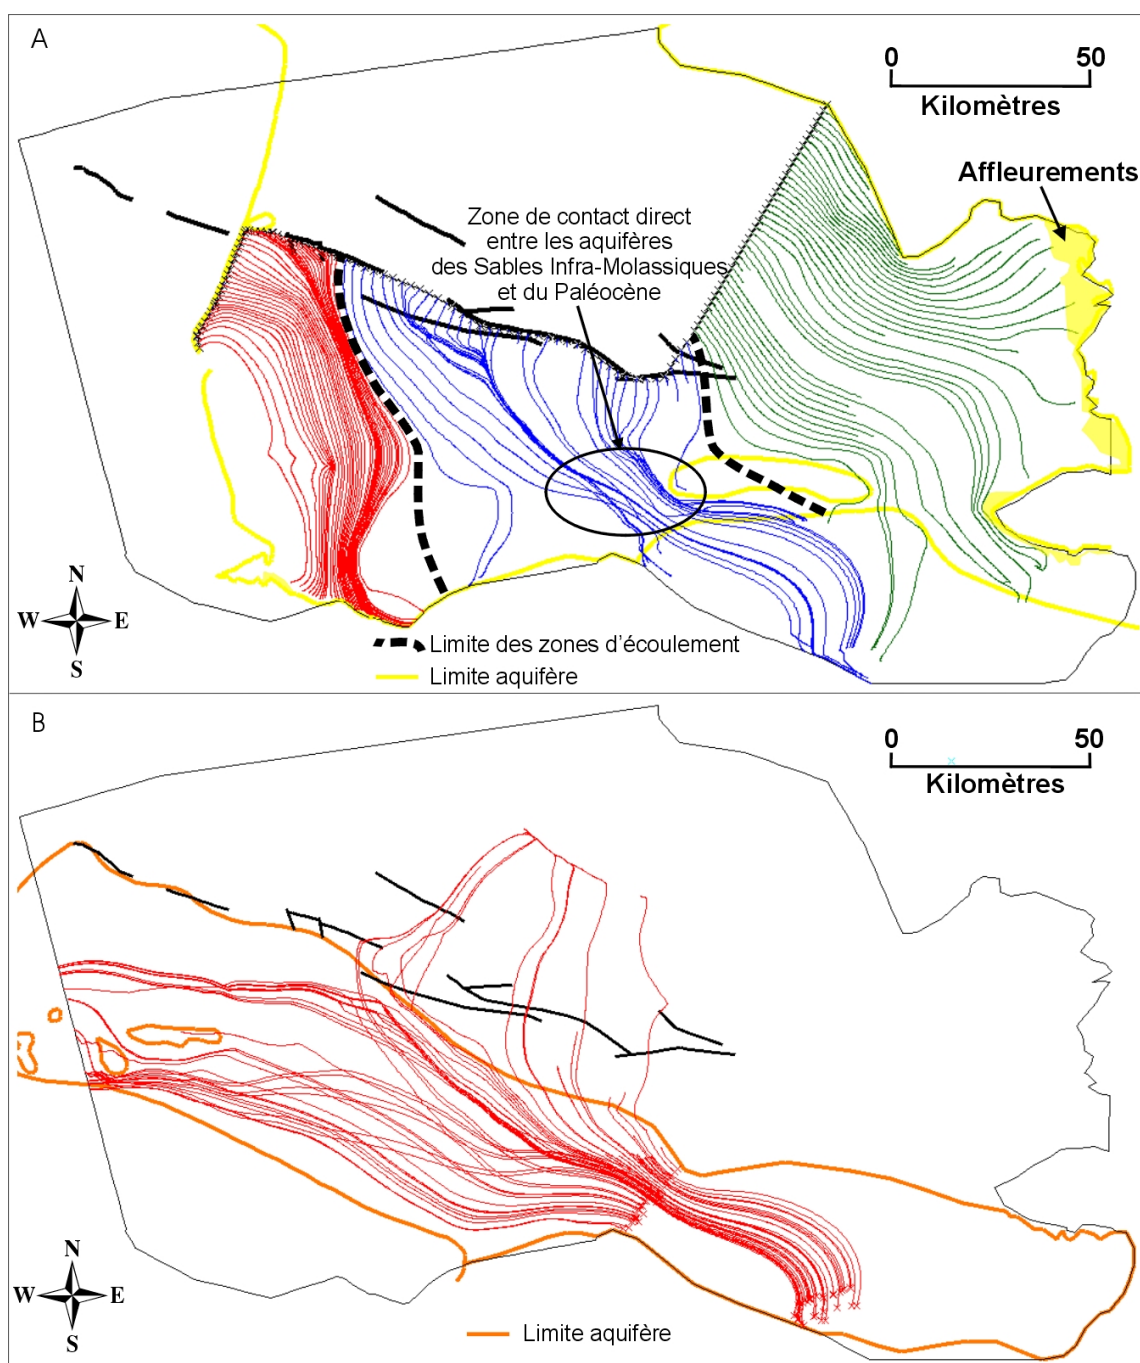 A
0 50
Kilomètres
Affleurements
Zone de contact direct
entre les aquifères
des Sables Infra-Molassiques
et du Paléocène
N
W E
S
Limite des zones d'écoulement
Limite aquifère
B
0 50
Kilomètres
N
W E
S
Limite aquifère